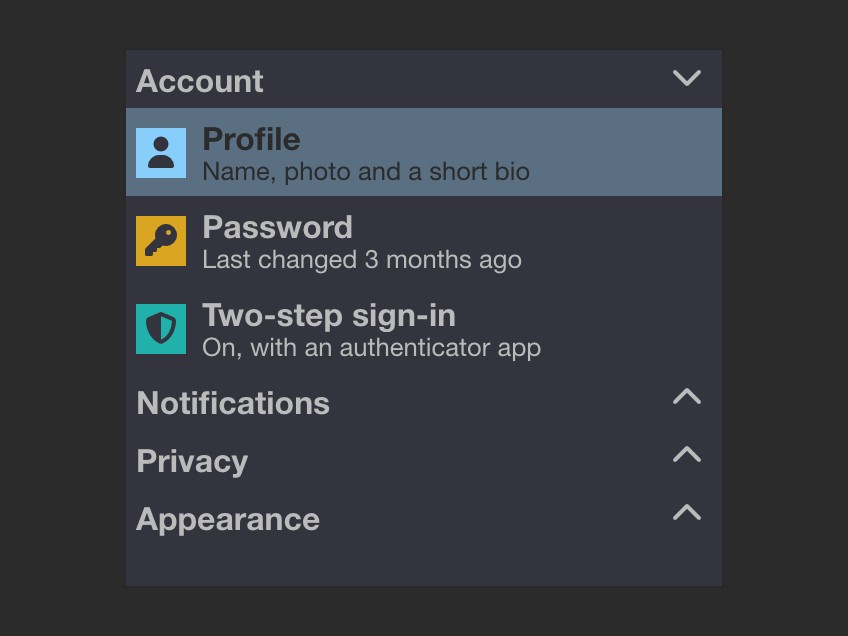 Account
Profile
Name, photo and a short bio
Password
Last changed 3 months ago
Two-step sign-in
On, with an authenticator app
Notifications
Privacy
Appearance